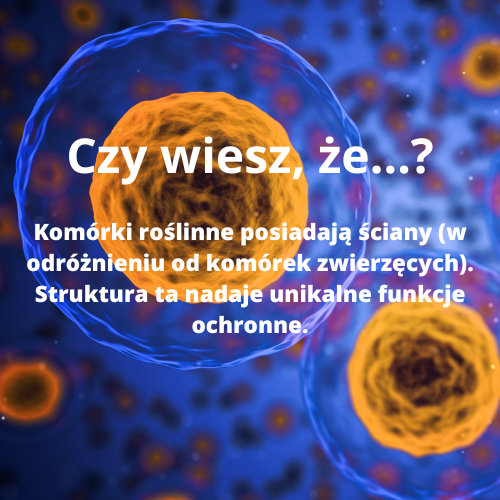 Czy wiesz, że...?
Komórki roślinne posiadają ściany (w
odróżnieniu od komórek zwierzęcych).
Struktura ta nadaje unikalne funkcje
ochronne.